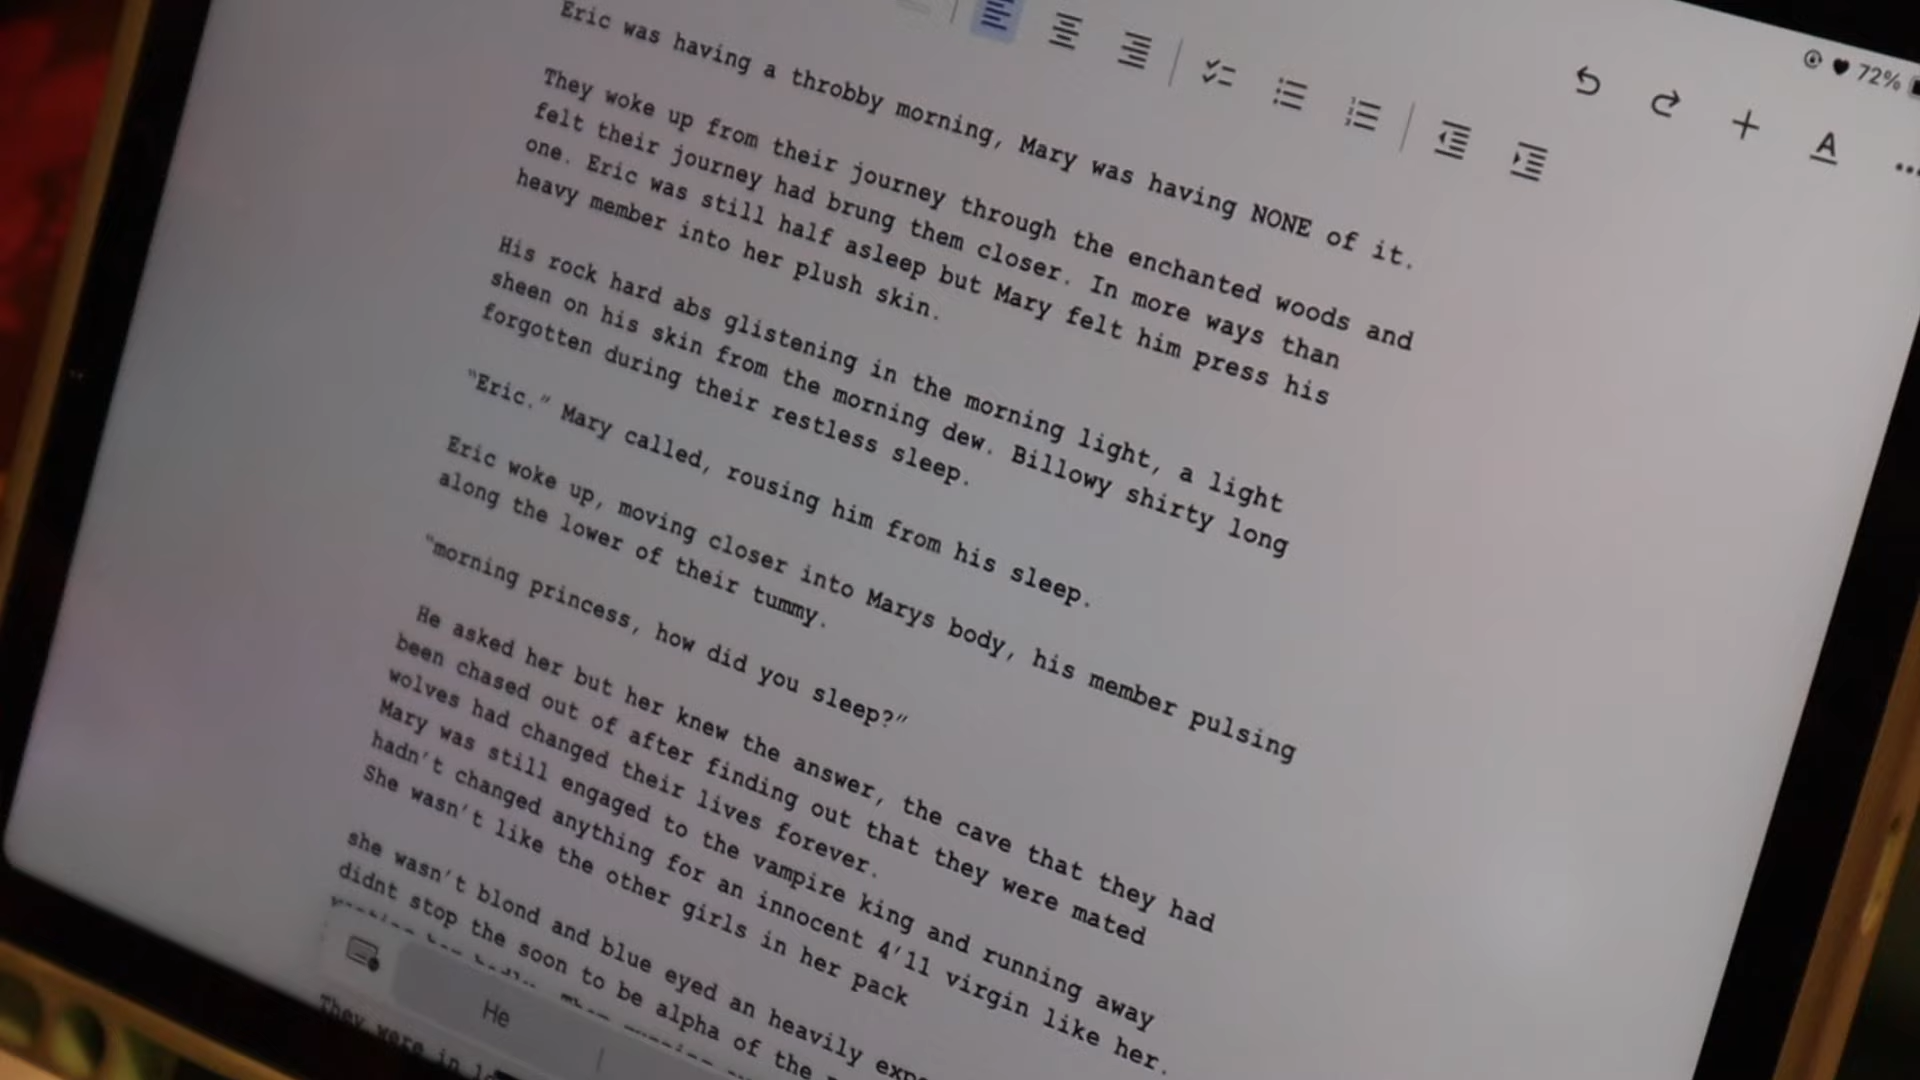 72%
Eric was having a throbby morning, Mary was having NONE of it.
They woke up from their journey through the enchanted woods and
felt their journey had brung them closer. In more ways than
one. Eric was still half asleep but Mary felt him press his
heavy member into her plush skin.
His rock hard abs glistening in the morning light, a light
sheen on his skin from the morning dew. Billowy shirty long
forgotten during their restless sleep.
“Eric.” Mary called, rousing him from his sleep.
Eric woke up, moving closer into Marys body, his member pulsing
along the lower of their tummy.
“morning princess, how did you sleep?”
He asked her but her knew the answer, the cave that they had
been chased out of after finding out that they were mated
wolves had changed their lives forever.
Mary was still engaged to the vampire king and running away
hadn't changed anything for an innocent 4'11 virgin like her.
She wasn't like the other girls in her pack
she wasn't blond and blue eyed an heavily
didnt stop the soon to be alpha of the
He
They were in